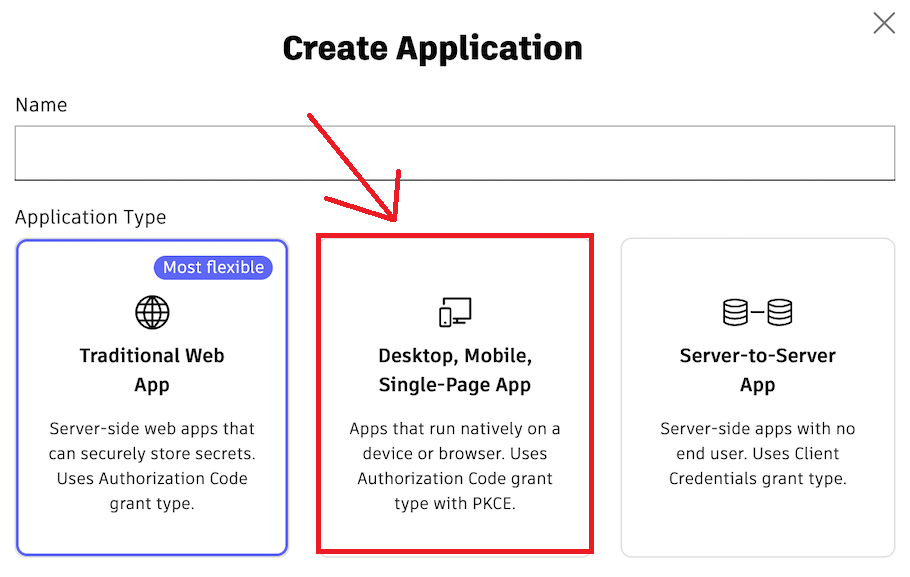 Create Application
Name
Application Type
Most flexible
Traditional Web
App
Server-side web apps that
can securely store secrets.
Uses Authorization Code
grant type.
Desktop, Mobile,
Single-Page App
Apps that run natively on a
device or browser. Uses
Authorization Code grant
type with PKCE.
Server-to-Server
App
Server-side apps with no
end user. Uses Client
Credentials grant type.